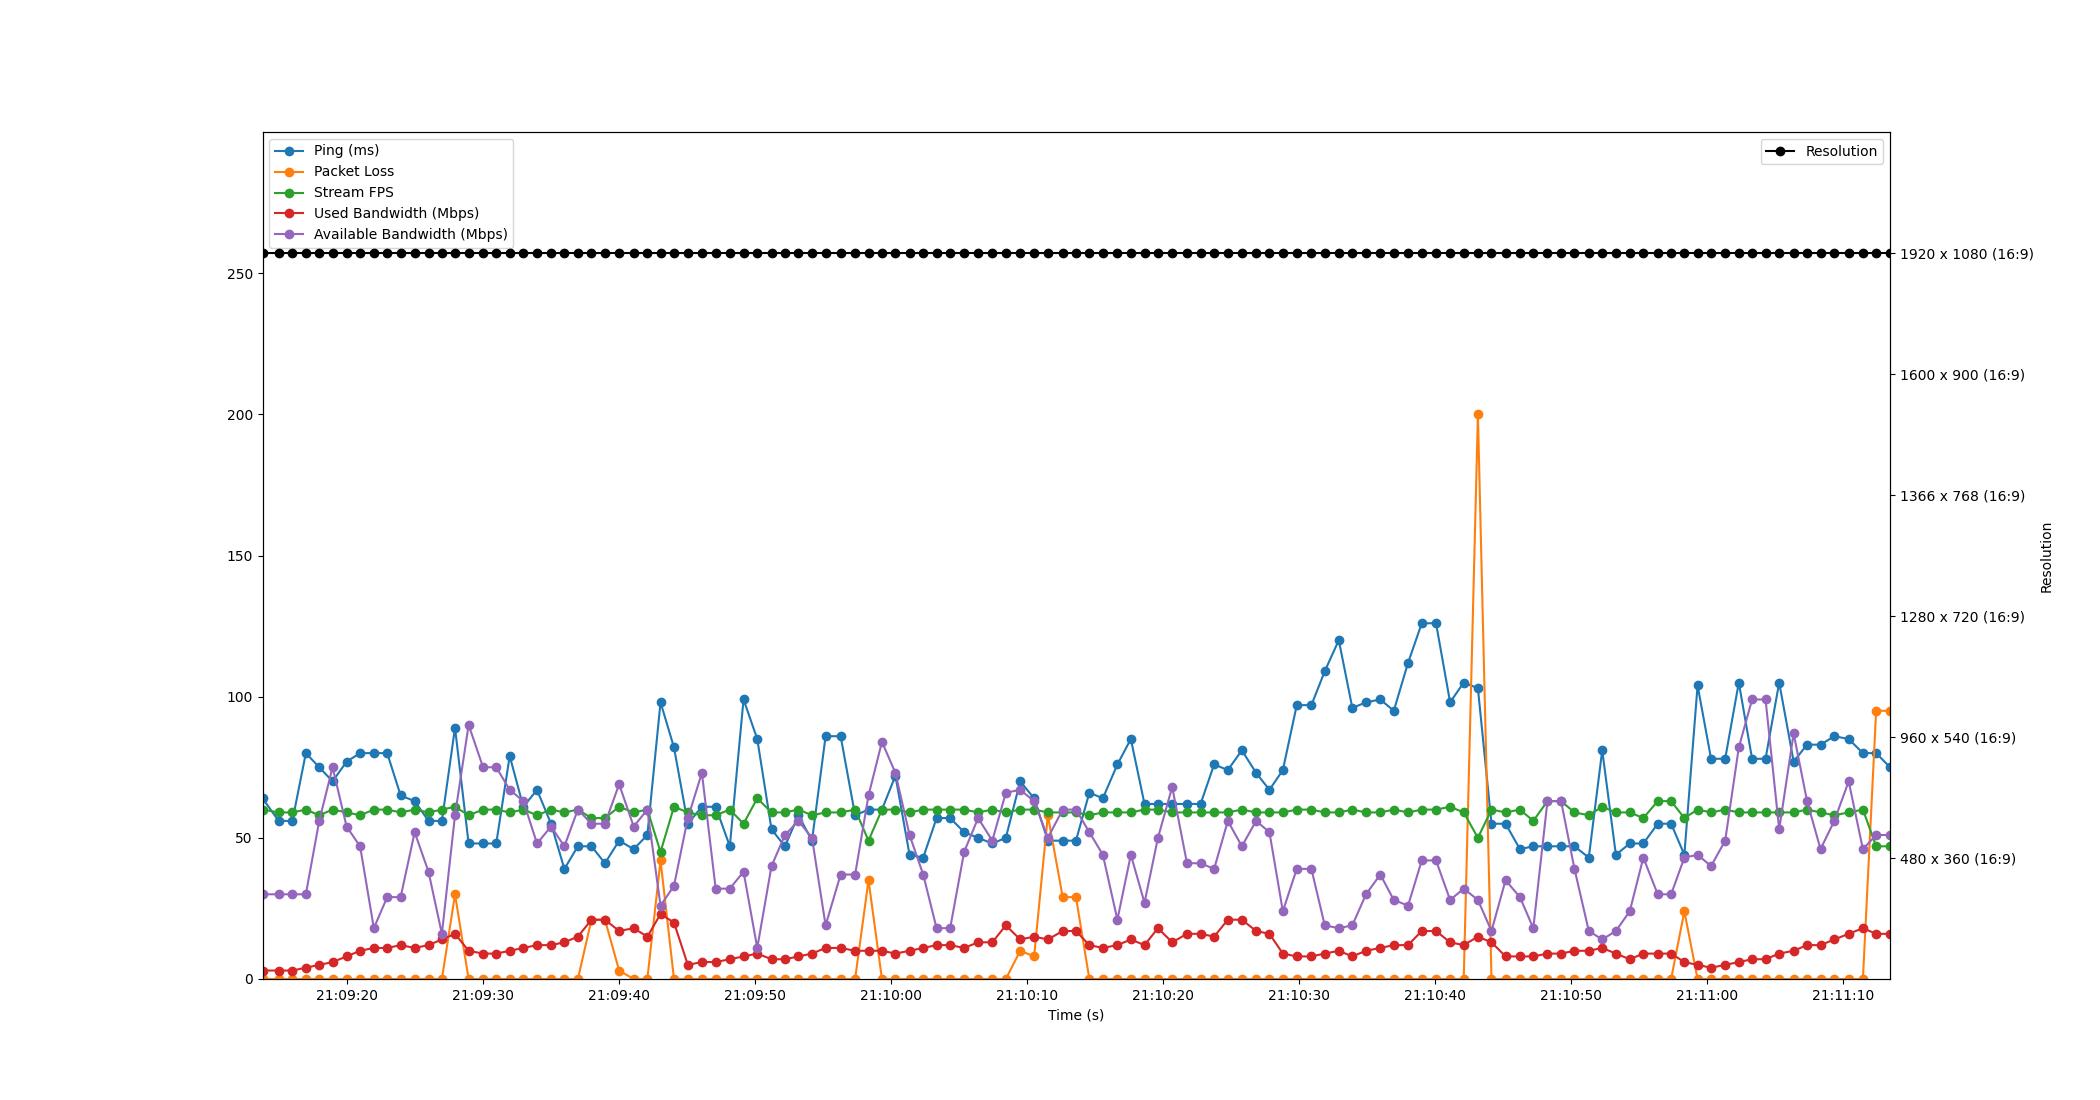 Ping (ms)
Packet Loss
Stream FPS
Used Bandwidth (Mbps)
Available Bandwidth (Mbps)
Resolution
250
200
150
100
50
0
1920 x 1080 (16:9)
1600 x 900 (16:9)
1366 x 768 (16:9)
1280 x 720 (16:9)
960 x 540 (16:9)
480 x 360 (16:9)
Resolution
21:09:20 21:09:30 21:09:40 21:09:50 21:10:00 21:10:10 21:10:20 21:10:30 21:10:40 21:10:50 21:11:00 21:11:10
Time (s)